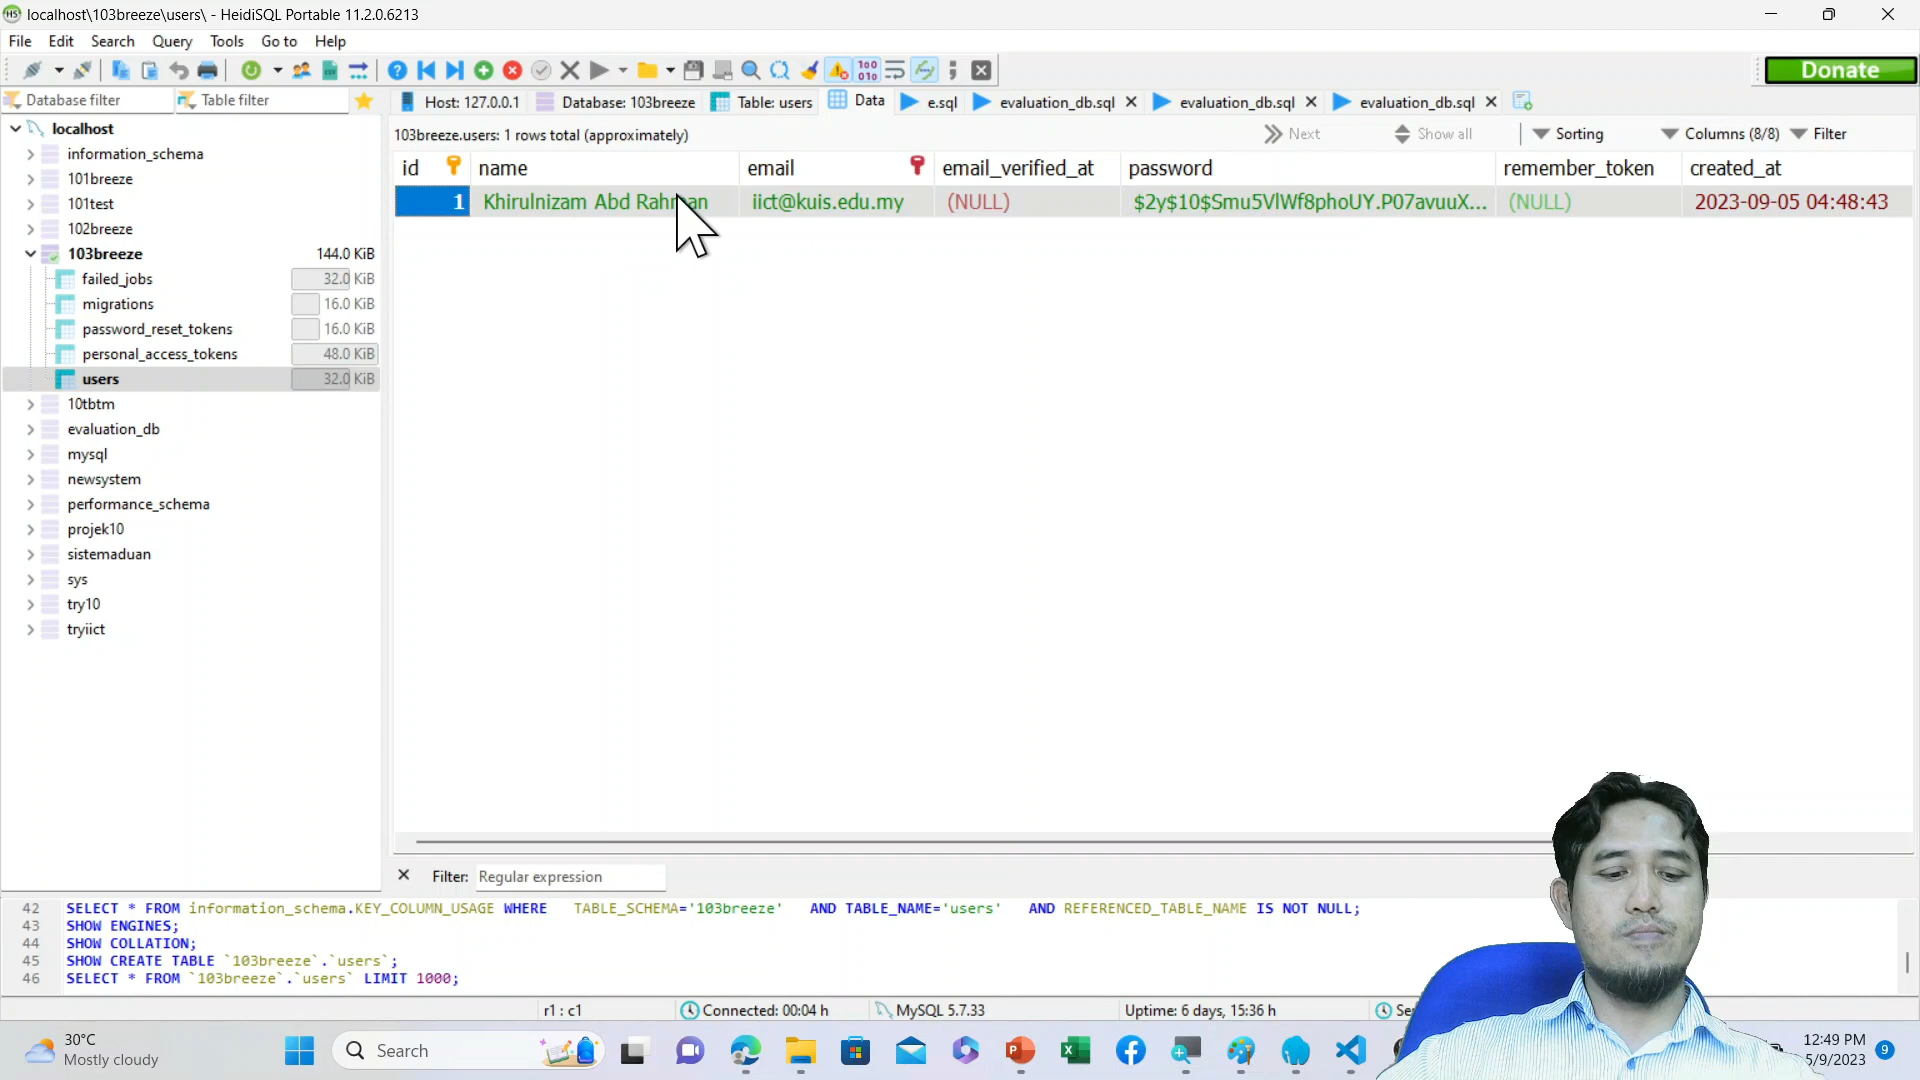 localhost\103breeze\users\ - HeidiSQL Portable 11.2.0.6213
File Edit Search Query Tools Go to Help
Donate
Database filter Table filter Host: 127.0.0.1 Database: 103breeze Table: users Data e.sql evaluation_db.sql evaluation_db.sql evaluation_db.sql
localhost
information_schema
101breeze
101test
102breeze
103breeze 144.0 KiB
failed_jobs 32.0 KiB
migrations 16.0 KiB
password_reset_tokens 16.0 KiB
personal_access_tokens 48.0 KiB
users 32.0 KiB
10tbtm
evaluation_db
mysql
newsystem
performance_schema
projek10
sistemaduan
sys
try10
tryiict
103breeze.users: 1 rows total (approximately) Next Show all Sorting Columns (8/8) Filter
id name email email_verified_at password remember_token created_at
1 Khirulnizam Abd Rahman iict@kuis.edu.my (NULL) $2y$10$Smu5VlWf8phoUY.P07avuuX... (NULL) 2023-09-05 04:48:43
Filter: Regular expression
42 SELECT * FROM information_schema.KEY_COLUMN_USAGE WHERE TABLE_SCHEMA='103breeze' AND TABLE_NAME='users' AND REFERENCED_TABLE_NAME IS NOT NULL;
43 SHOW ENGINES;
44 SHOW COLLATION;
45 SHOW CREATE TABLE `103breeze`.`users`;
46 SELECT * FROM `103breeze`.`users` LIMIT 1000;
r1 : c1 Connected: 00:04 h MySQL 5.7.33 Uptime: 6 days, 15:36 h
30°C
Mostly cloudy
Search
12:49 PM
5/9/2023
9